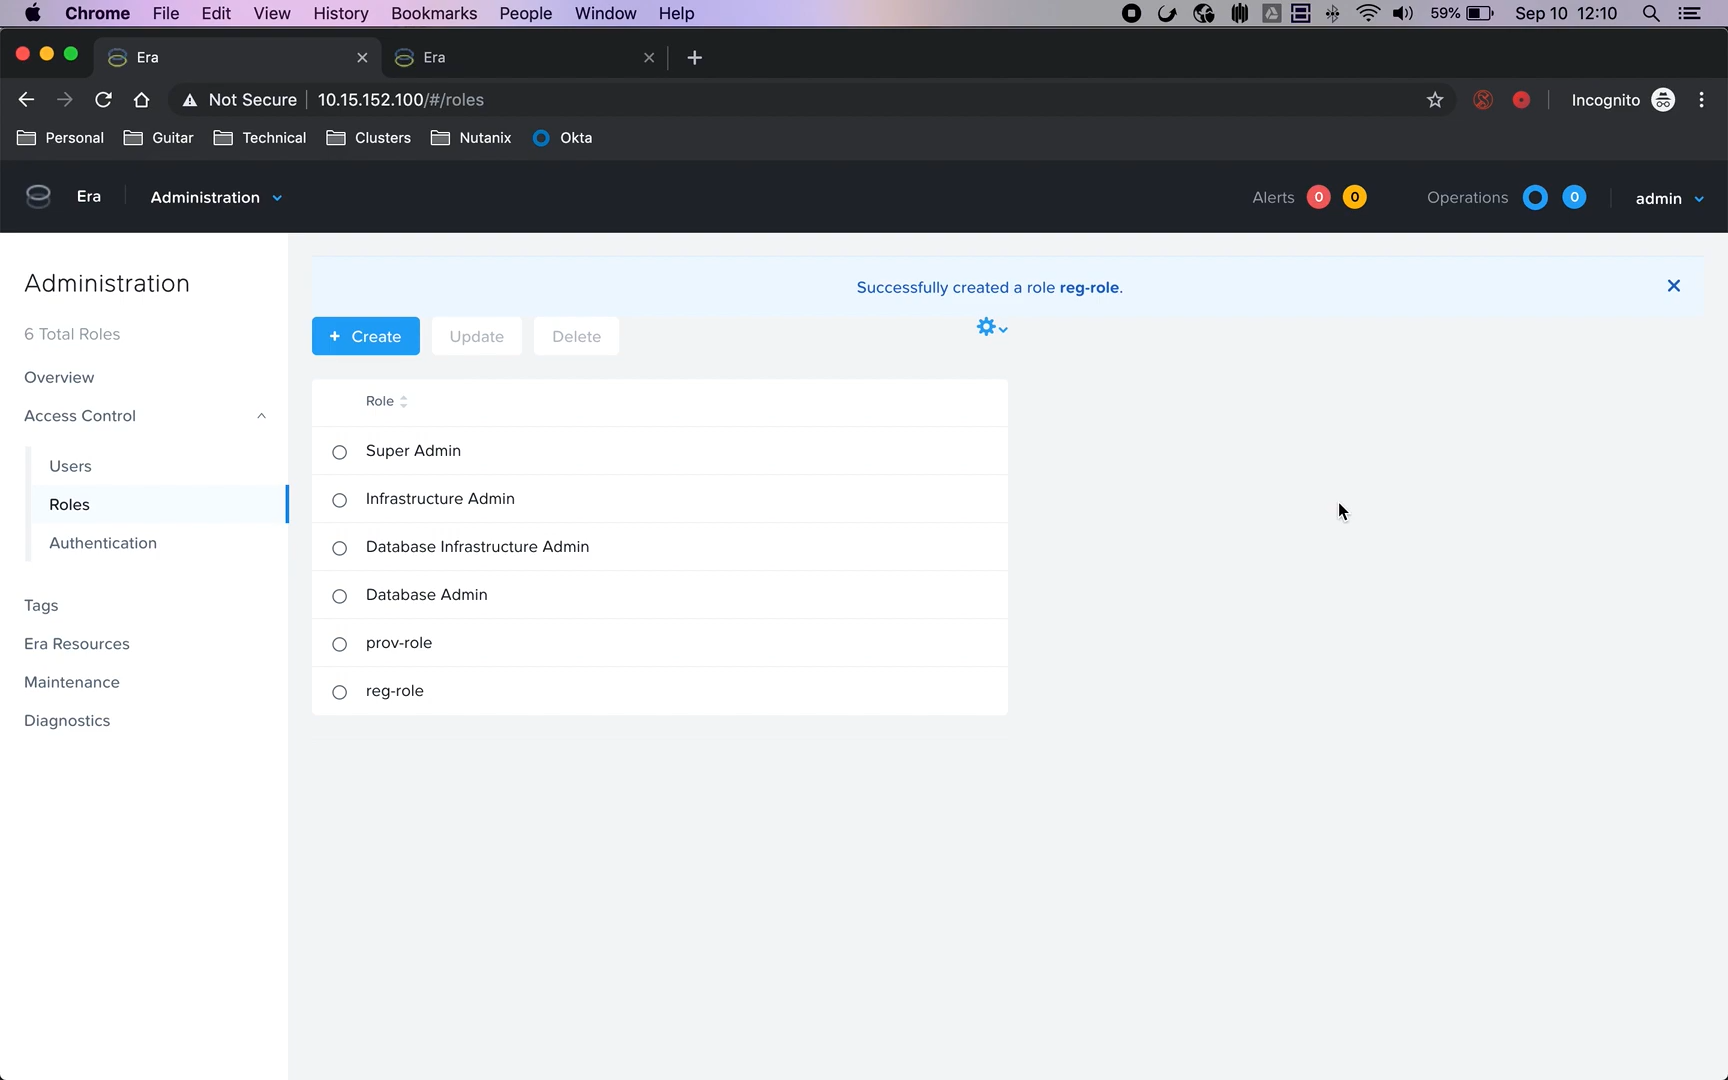 Chrome File Edit View History Bookmarks People Window Help 59% Sep 10 12:10
Era Era
Not Secure 10.15.152.100/#/roles Incognito
Personal Guitar Technical Clusters Nutanix Okta
Era Administration Alerts 0 0 Operations 0 admin
Administration
6 Total Roles
Overview
Access Control
Users
Roles
Authentication
Tags
Era Resources
Maintenance
Diagnostics
Successfully created a role reg-role.
+ Create Update Delete
Role
Super Admin
Infrastructure Admin
Database Infrastructure Admin
Database Admin
prov-role
reg-role